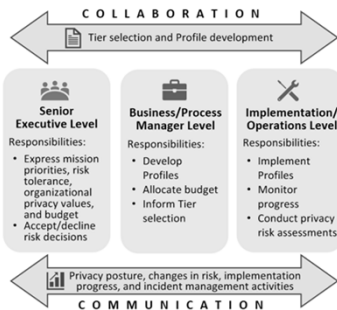 COLLABORATION
Tier selection and Profile development
Senior
Executive Level
Responsibilities:
• Express mission
priorities, risk
tolerance,
organizational
privacy values,
and budget
• Accept/decline
risk decisions
Business/Process
Manager Level
Responsibilities:
• Develop
Profiles
• Allocate budget
• Inform Tier
selection
Implementation/
Operations Level
Responsibilities:
• Implement
Profiles
• Monitor
progress
• Conduct privacy
risk assessments
Privacy posture, changes in risk, implementation
progress, and incident management activities
COMMUNICATION